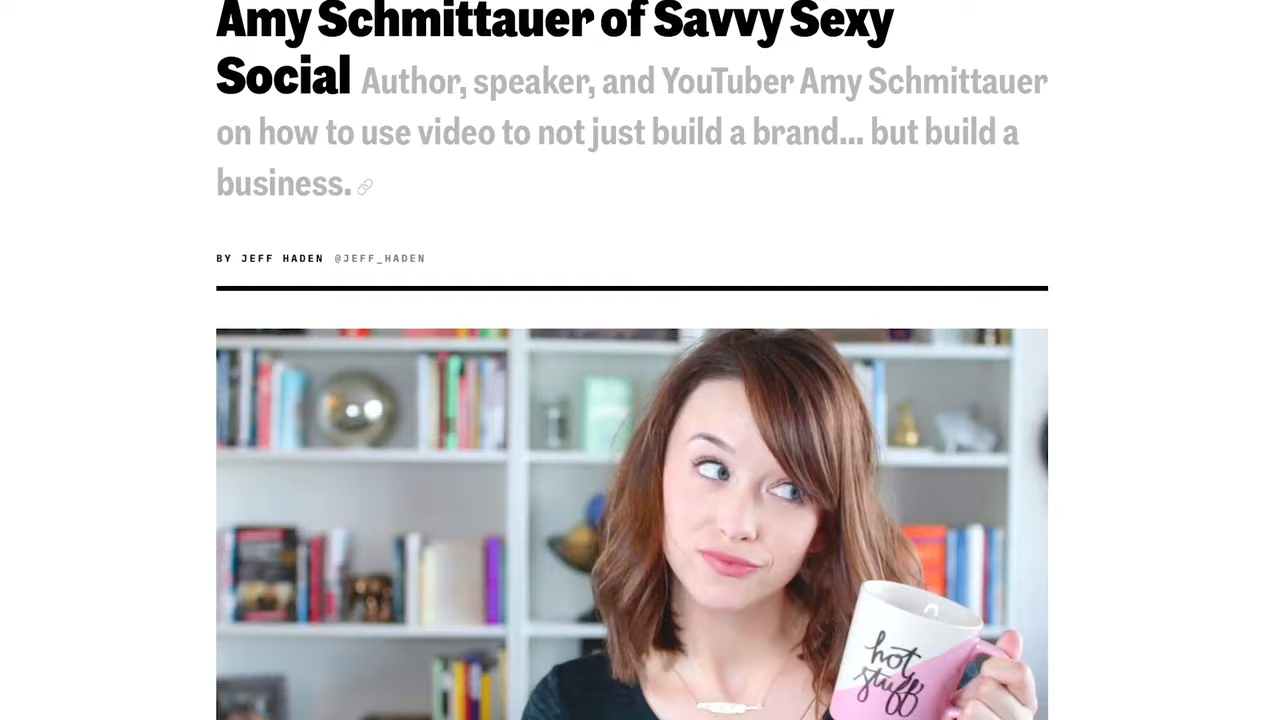 Amy Schmittauer of Savvy Sexy
Social Author, speaker, and YouTuber Amy Schmittauer
on how to use video to not just build a brand... but build a
business.
BY JEFF HADEN @JEFF_HADEN
hot
stuff